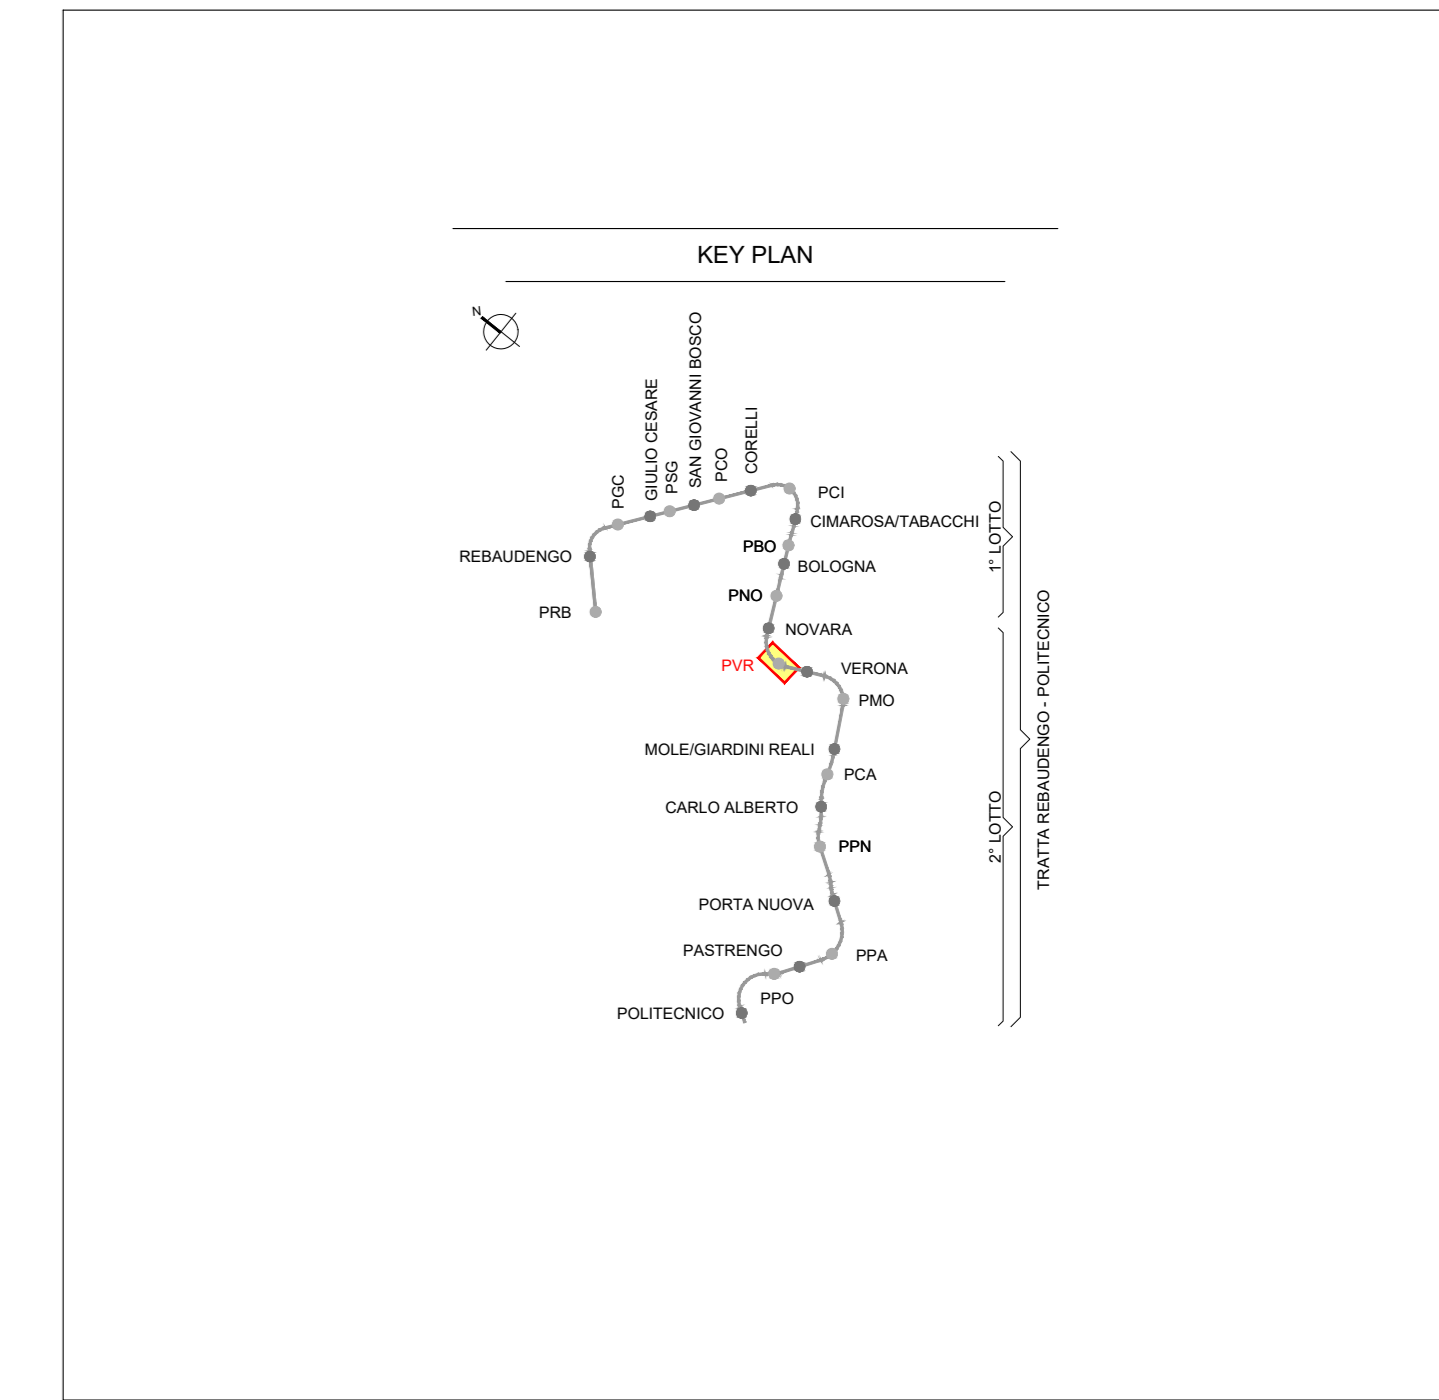 KEY PLAN
N
PGC
GIULIO CESARE
PSG
SAN GIOVANNI BOSCO
PCO
CORELLI
PCI
CIMAROSA/TABACCHI
PBO
REBAUDENGO
BOLOGNA
PNO
PRB
NOVARA
PVR
VERONA
PMO
MOLE/GIARDINI REALI
PCA
CARLO ALBERTO
PPN
PORTA NUOVA
PASTRENGO
PPA
PPO
POLITECNICO
1° LOTTO
2° LOTTO
TRATTA REBAUDENGO - POLITECNICO